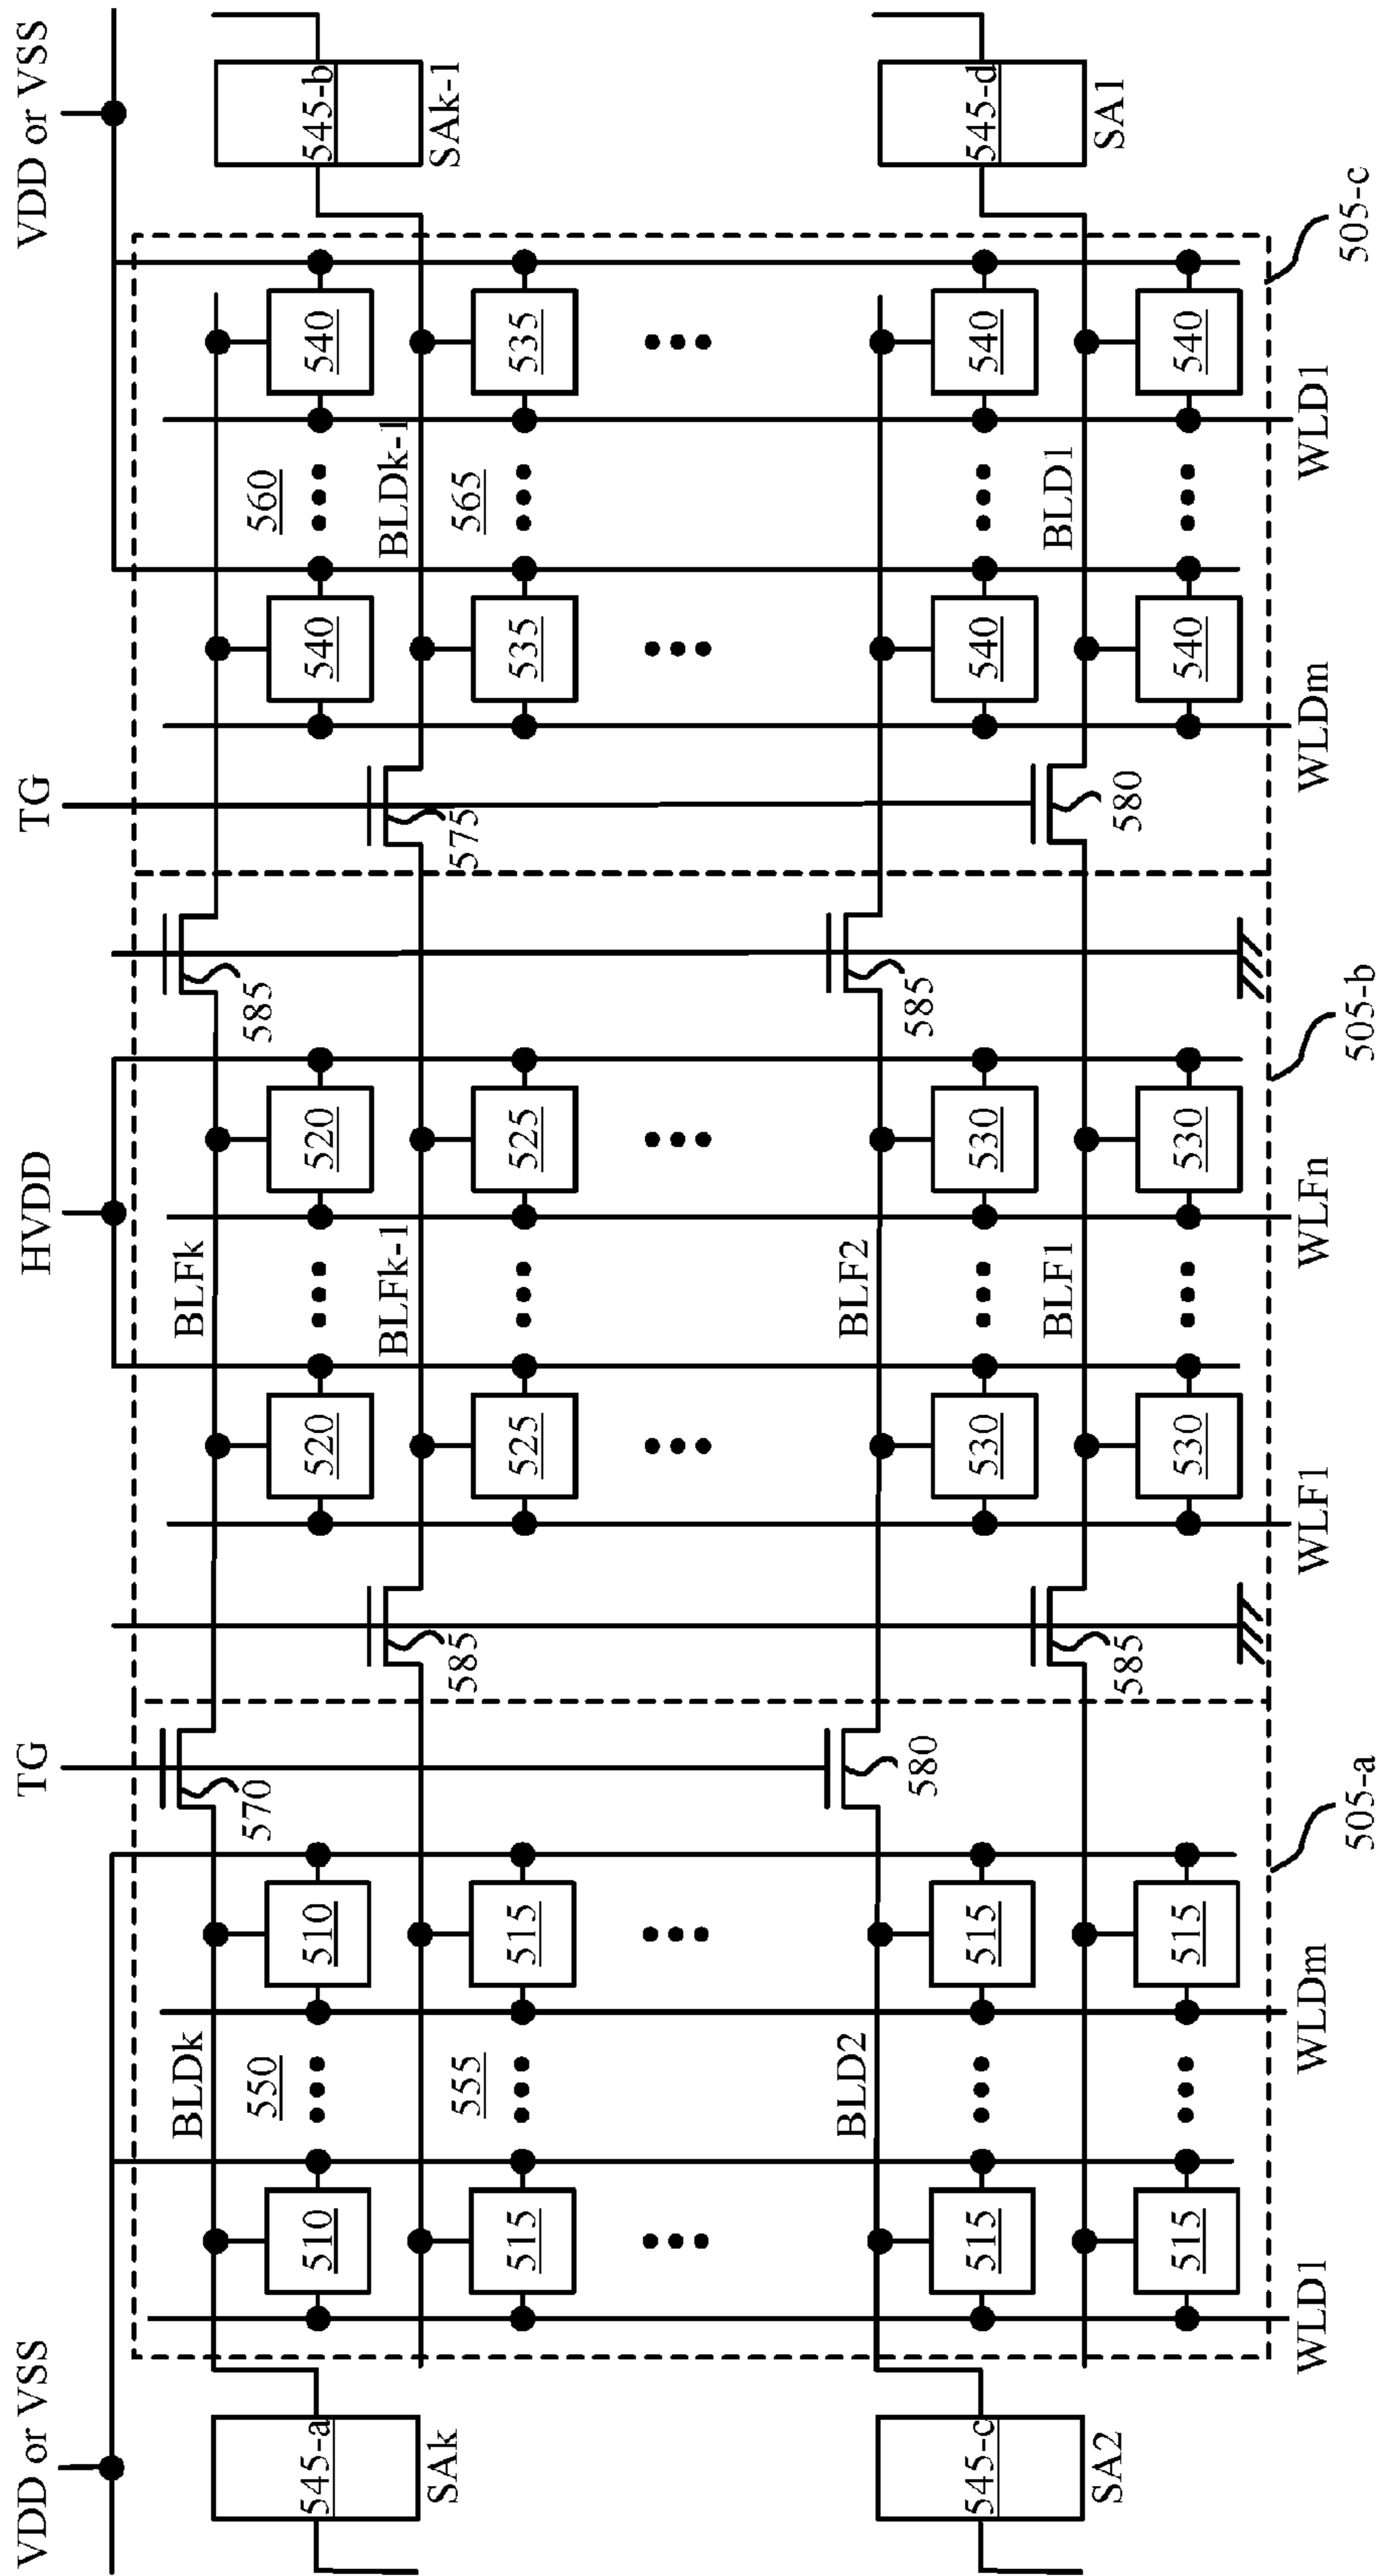 VDD or VSS
TG
HVDD
TG
VDD or VSS
BLDk
BLFk
550
570
585
560
545-a
510
510
520
520
540
540
545-b
BLFk-1
BLDk-1
SAk
555
585
575
565
SAk-1
515
515
525
525
535
535
BLD2
BLF2
580
585
545-c
515
515
530
530
540
540
545-d
BLF1
BLD1
SA2
585
580
SA1
515
515
530
530
540
540
WLD1
WLDm
WLF1
WLFn
WLDm
WLD1
505-a
505-b
505-c